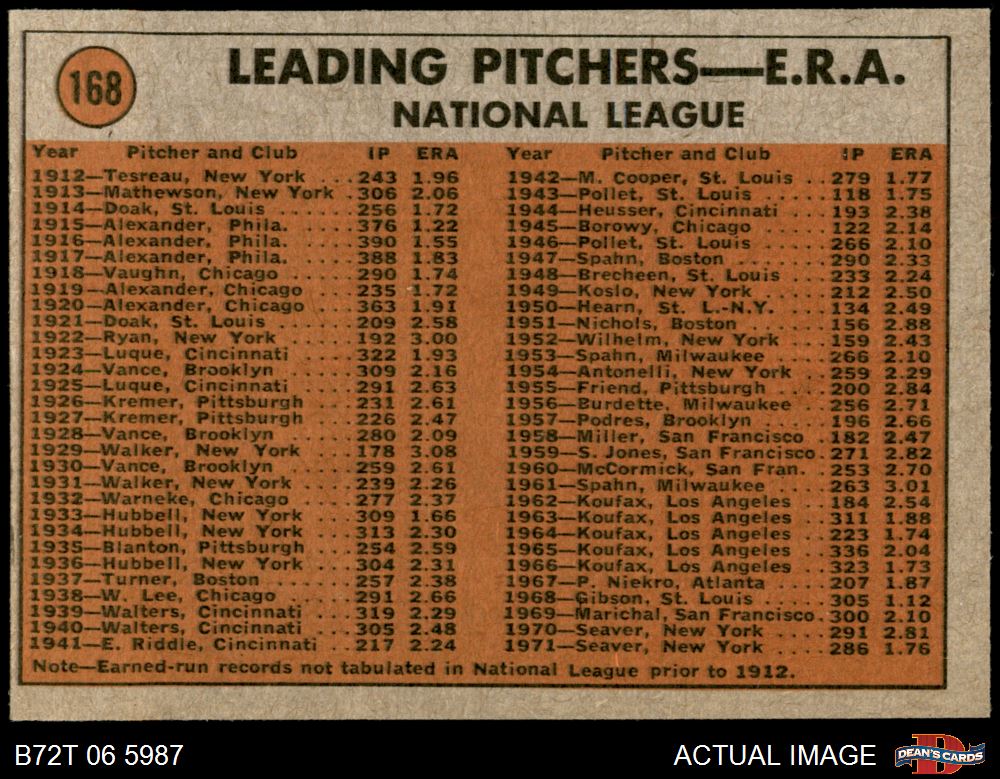 168
LEADING PITCHERS—E.R.A.
NATIONAL LEAGUE
Year Pitcher and Club IP ERA
1912—Tesreau, New York ...243 1.96
1913—Mathewson, New York .306 2.06
1914—Doak, St. Louis ......256 1.72
1915—Alexander, Phila. ....376 1.22
1916—Alexander, Phila. ....390 1.55
1917—Alexander, Phila. ....388 1.83
1918—Vaughn, Chicago .....290 1.74
1919—Alexander, Chicago ...235 1.72
1920—Alexander, Chicago ...363 1.91
1921—Doak, St. Louis ......209 2.58
1922—Ryan, New York .....192 3.00
1923—Luque, Cincinnati ....322 1.93
1924—Vance, Brooklyn .....309 2.16
1925—Luque, Cincinnati ....291 2.63
1926—Kremer, Pittsburgh ...231 2.61
1927—Kremer, Pittsburgh ...226 2.47
1928—Vance, Brooklyn .....280 2.09
1929—Walker, New York ...178 3.08
1930—Vance, Brooklyn .....259 2.61
1931—Walker, New York ....239 2.26
1932—Warneke, Chicago ....277 2.37
1933—Hubbell, New York ...309 1.66
1934—Hubbell, New York ...313 2.30
1935—Blanton, Pittsburgh ...254 2.59
1936—Hubbell, New York ...304 2.31
1937—Turner, Boston ......257 2.38
1938—W. Lee, Chicago .....291 2.66
1939—Walters, Cincinnati ...319 2.29
1940—Walters, Cincinnati ...305 2.48
1941—E. Riddle, Cincinnati ..217 2.24
Year Pitcher and Club IP ERA
1942—M. Cooper, St. Louis ...279 1.77
1943—Pollet, St. Louis .....118 1.75
1944—Heusser, Cincinnati ....193 2.38
1945—Borowy, Chicago .....122 2.14
1946—Pollet, St. Louis .....266 2.10
1947—Spahn, Boston .......290 2.33
1948—Brecheen, St. Louis ....233 2.24
1949—Koslo, New York .....212 2.50
1950—Hearn, St. L.-N.Y. ....134 2.49
1951—Nichols, Boston ......156 2.88
1952—Wilhelm, New York ....159 2.43
1953—Spahn, Milwaukee .....266 2.10
1954—Antonelli, New York ...259 2.29
1955—Friend, Pittsburgh ....200 2.84
1956—Burdette, Milwaukee ..256 2.71
1957—Podres, Brooklyn .....196 2.66
1958—Miller, San Francisco .182 2.47
1959—S. Jones, San Francisco.271 2.82
1960—McCormick, San Fran. .253 2.70
1961—Spahn, Milwaukee ....263 3.01
1962—Koufax, Los Angeles ..184 2.54
1963—Koufax, Los Angeles ..311 1.88
1964—Koufax, Los Angeles ..223 1.74
1965—Koufax, Los Angeles ..336 2.04
1966—Koufax, Los Angeles ..323 1.73
1967—P. Niekro, Atlanta ....207 1.87
1968—Gibson, St. Louis .....305 1.12
1969—Marichal, San Francisco.300 2.10
1970—Seaver, New York .....291 2.81
1971—Seaver, New York .....286 1.76
Note—Earned-run records not tabulated in National League prior to 1912.
B72T 06 5987
ACTUAL IMAGE
D
DEAN'S CARDS